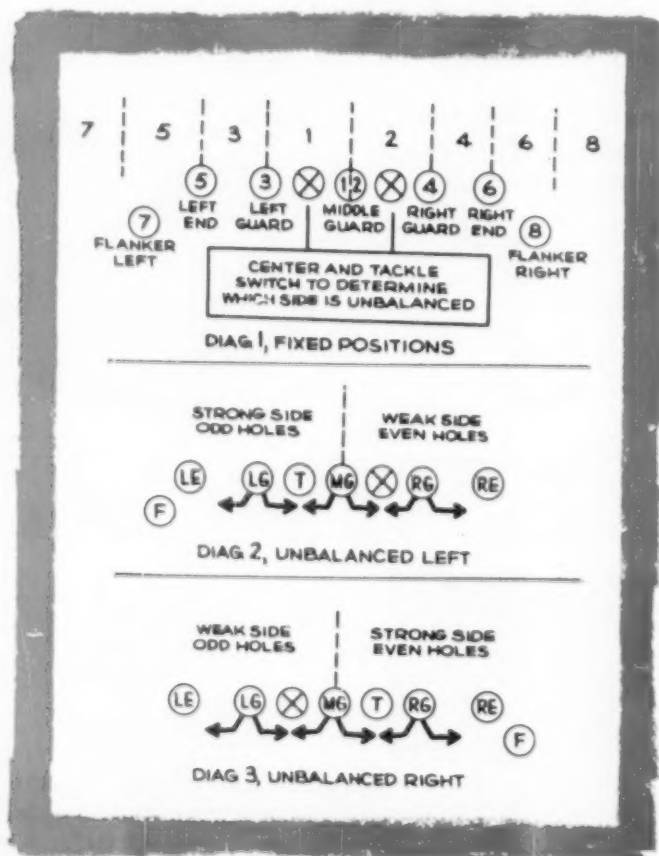 7 5 3 1 2 4 6 8
5 3 1 2 4 6
LEFT END
LEFT GUARD
MIDDLE GUARD
RIGHT GUARD
RIGHT END
7
FLANKER LEFT
8
FLANKER RIGHT
CENTER AND TACKLE
SWITCH TO DETERMINE
WHICH SIDE IS UNBALANCED
DIAG 1, FIXED POSITIONS
STRONG SIDE
ODD HOLES
WEAK SIDE
EVEN HOLES
LE LG T MG RG RE
F
DIAG 2, UNBALANCED LEFT
WEAK SIDE
ODD HOLES
STRONG SIDE
EVEN HOLES
LE LG MG T RG RE
F
DIAG 3, UNBALANCED RIGHT